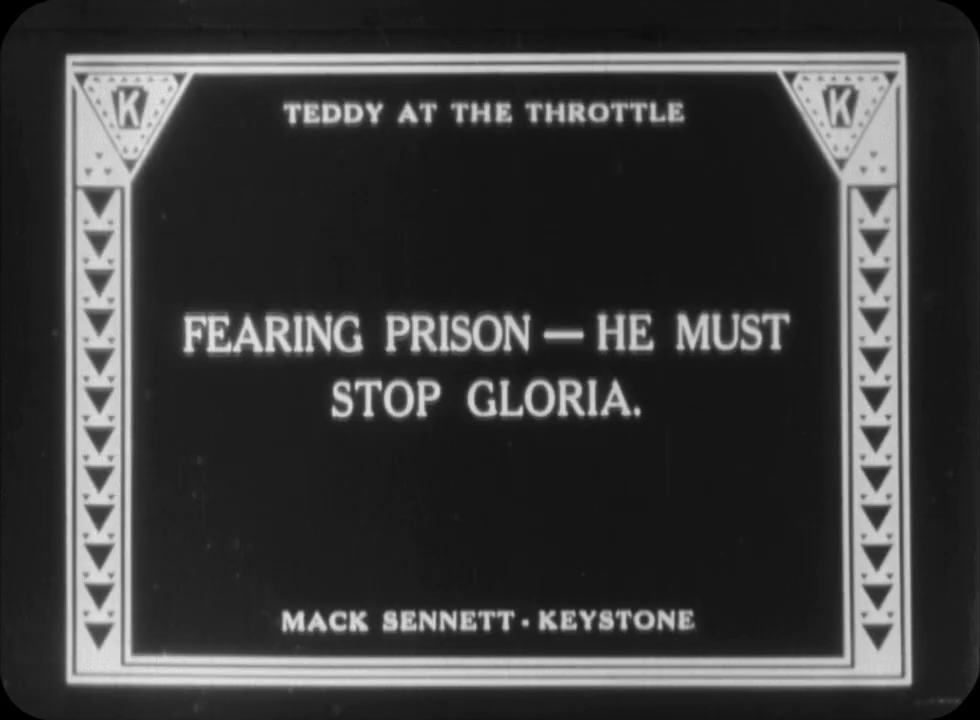 K K
TEDDY AT THE THROTTLE
FEARING PRISON — HE MUST
STOP GLORIA.
MACK SENNETT · KEYSTONE